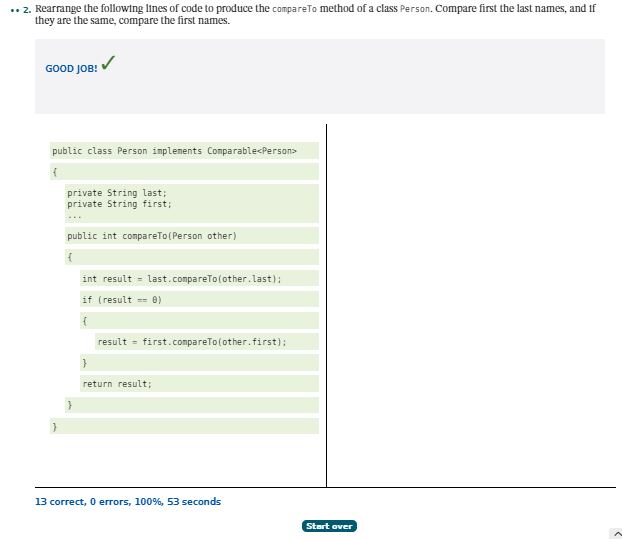 •• 2. Rearrange the following lines of code to produce the compareTo method of a class Person. Compare first the last names, and if
they are the same, compare the first names.
GOOD JOB!
public class Person implements Comparable<Person>
{
private String last;
private String first;
...
public int compareTo(Person other)
{
int result = last.compareTo(other.last);
if (result == 0)
{
result = first.compareTo(other.first);
}
return result;
}
}
13 correct, 0 errors, 100%, 53 seconds
Start over